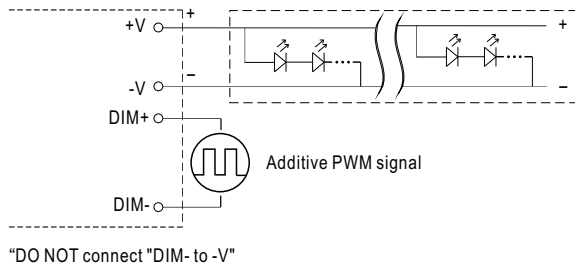 +V
+
+
-V
−
−
DIM+
Additive PWM signal
DIM-
“DO NOT connect "DIM- to -V"